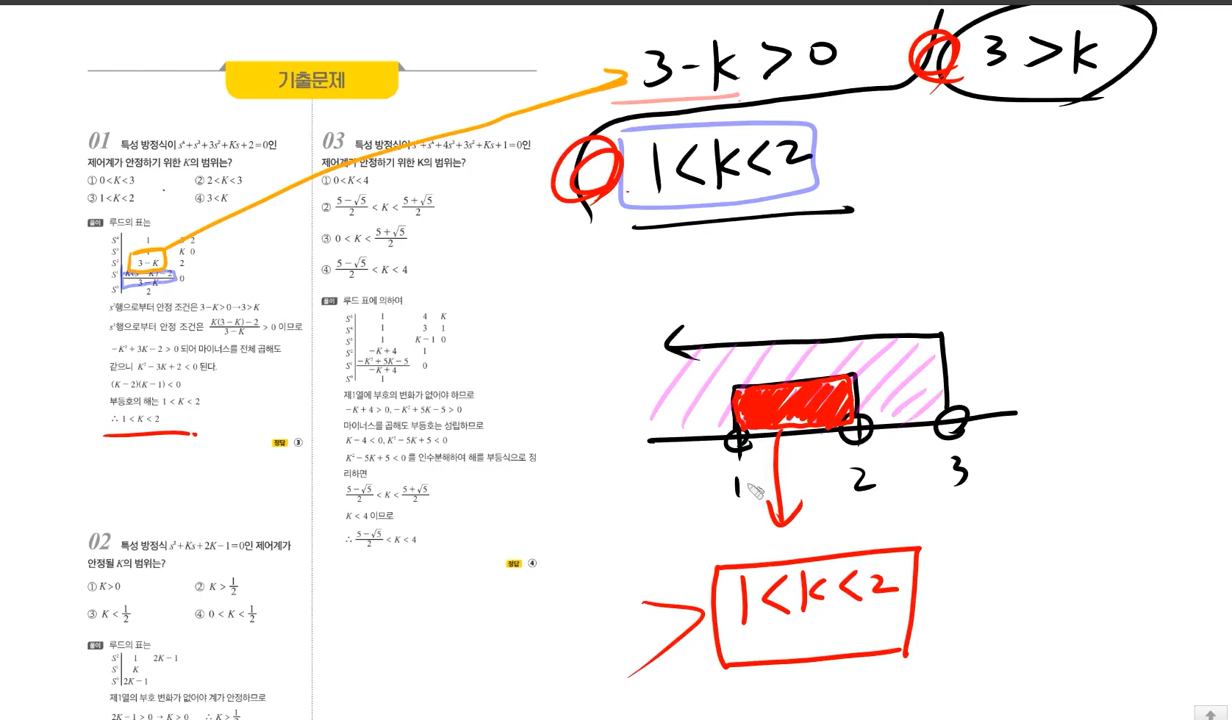 기출문제
01 특성 방정식이 s⁴+s³+3s²+Ks+2=0인
제어계가 안정하기 위한 K의 범위는?
① 0<K<3 ② 2<K<3
③ 1<K<2 ④ 3<K
풀이 루드의 표는
S⁴ 1 2
S³ K 0
S² 3−K 2
S¹ K(3−K)−2 / 3−K 0
S⁰ 2
s²행으로부터 안정 조건은 3−K>0→3>K
s¹행으로부터 안정 조건은 K(3−K)−2 / 3−K > 0 이므로
−K²+3K−2 > 0 되어 마이너스를 전체 곱해도
같으니 K²−3K+2 < 0 된다.
(K−2)(K−1) < 0
부등호의 해는 1 < K < 2
∴ 1 < K < 2
정답 ③
02 특성 방정식 s²+Ks+2K−1=0인 제어계가
안정될 K의 범위는?
① K>0 ② K > 1/2
③ K < 1/2 ④ 0 < K < 1/2
풀이 루드의 표는
S² 1 2K−1
S¹ K
S⁰ 2K−1
제1열의 부호 변화가 없어야 계가 안정하므로
2K−1>0 → K>0 ∴ K > 1/2
03 특성 방정식이 +s⁴+4s³+3s²+Ks+1=0인
제어계가 안정하기 위한 K의 범위는?
① 0<K<4
② 5−√5 / 2 < K < 5+√5 / 2
③ 0 < K < 5+√5 / 2
④ 5−√5 / 2 < K < 4
풀이 루드 표에 의하여
S⁵ 1 4 K
S⁴ 1 3 1
S³ 1 K−1 0
S² −K+4 1
S¹ −K²+5K−5 / −K+4 0
S⁰ 1
제1열에 부호의 변화가 없어야 하므로
−K+4 > 0, −K²+5K−5 > 0
마이너스를 곱해도 부등호는 성립하므로
K−4 < 0, K²−5K+5 < 0
K²−5K+5 < 0 를 인수분해하여 해를 부등식으로 정
리하면
5−√5 / 2 < K < 5+√5 / 2
K < 4 이므로
∴ 5−√5 / 2 < K < 4
정답 ④
3−K > 0
3 > K
1 < K < 2
1 2 3
1 < K < 2